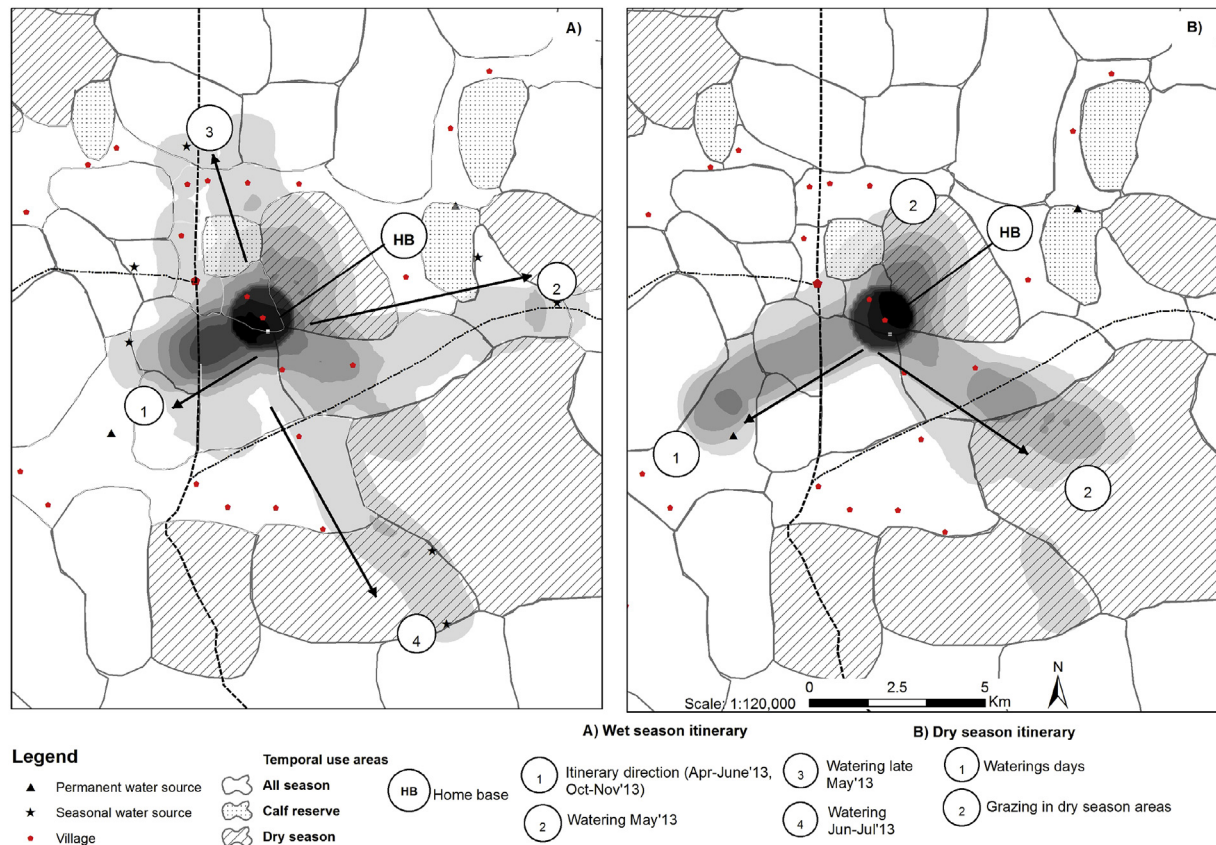 A)
B)
3
2
HB
HB
2
1
1
2
4
N
0 2.5 5
Scale: 1:120,000 Km
A) Wet season itinerary
B) Dry season itinerary
Legend
Temporal use areas
Permanent water source
All season
Seasonal water source
Calf reserve
Village
Dry season
HB Home base
1 Itinerary direction (Apr-June'13,
Oct-Nov'13)
2 Watering May'13
3 Watering late
May'13
4 Watering
Jun-Jul'13
1 Waterings days
2 Grazing in dry season areas